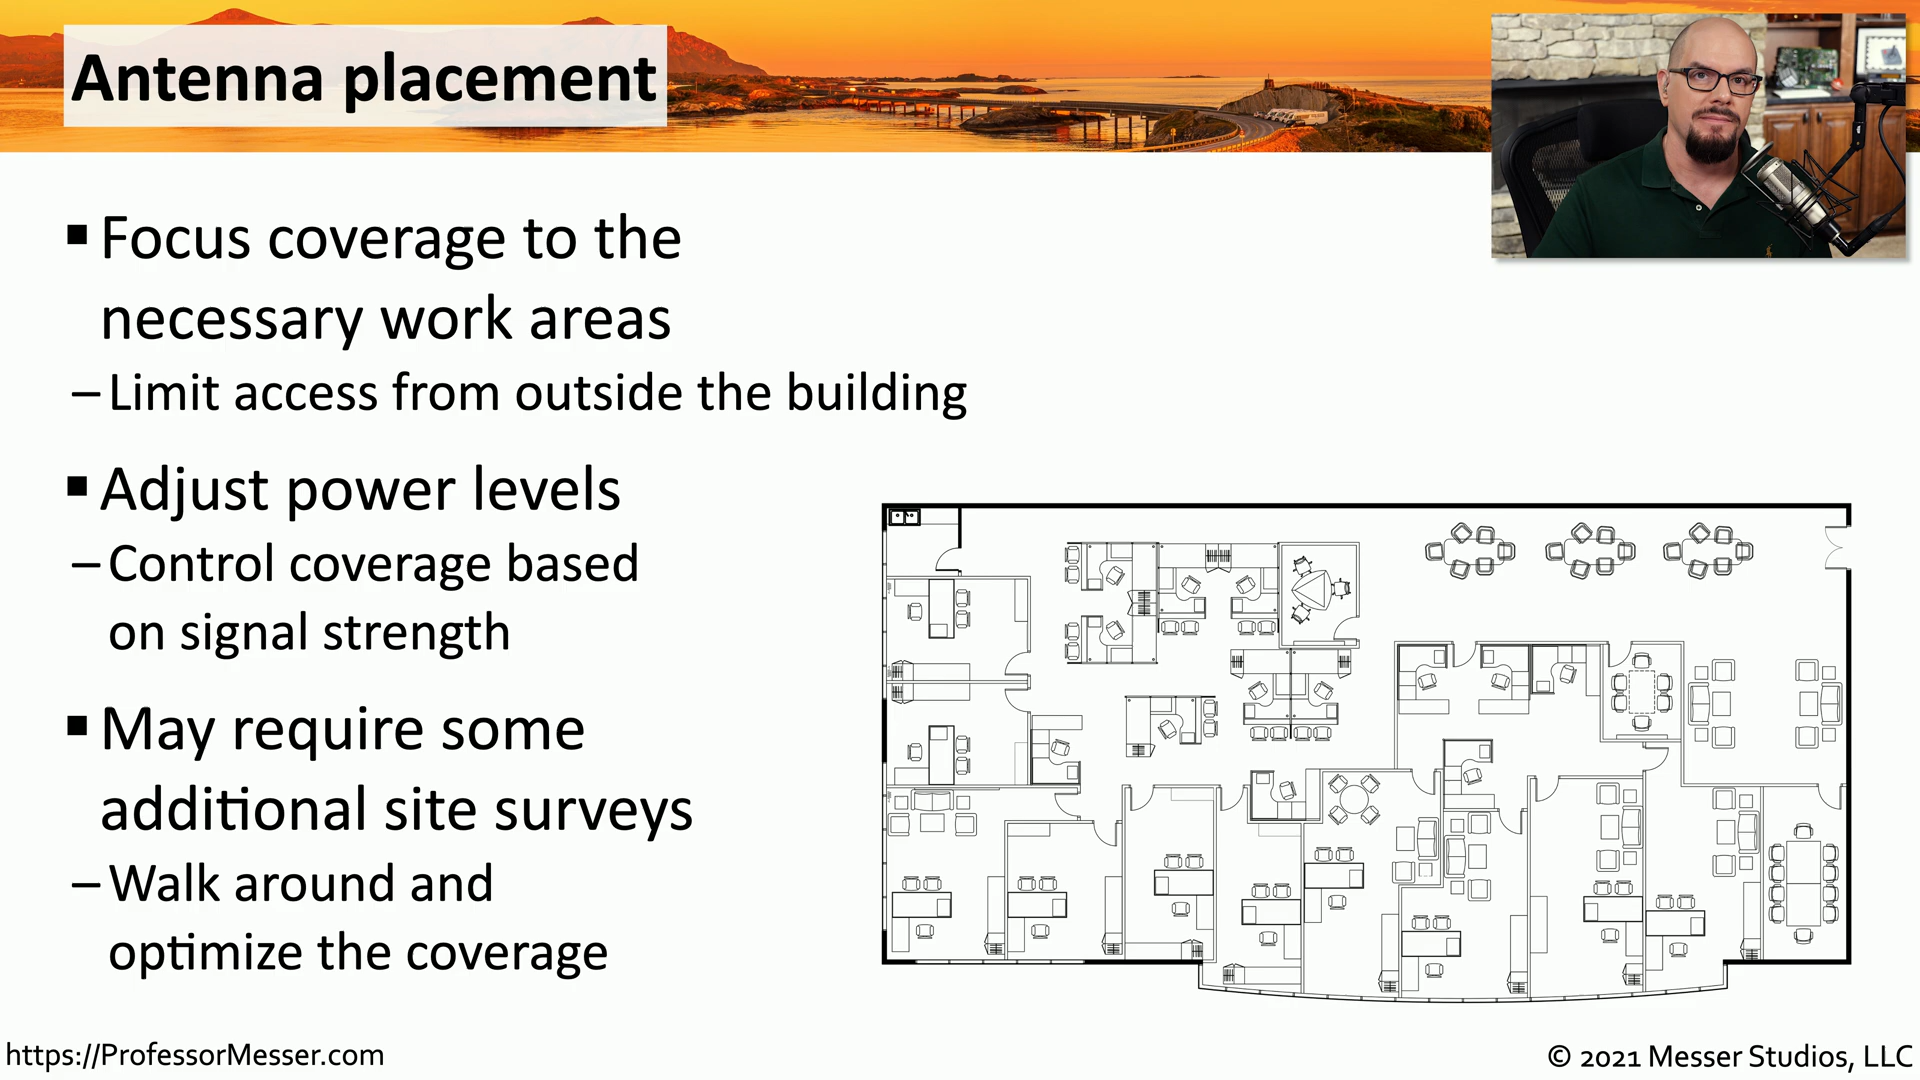 Antenna placement
▪ Focus coverage to the
necessary work areas
– Limit access from outside the building
▪ Adjust power levels
– Control coverage based
on signal strength
▪ May require some
additional site surveys
– Walk around and
optimize the coverage
https://ProfessorMesser.com
© 2021 Messer Studios, LLC